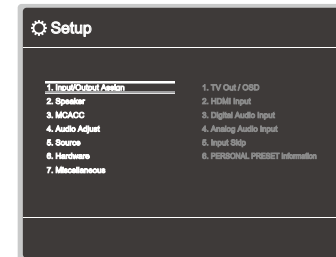 Setup
1. Input/Output Assign
2. Speaker
3. MCACC
4. Audio Adjust
5. Source
6. Hardware
7. Miscellaneous
1. TV Out / OSD
2. HDMI Input
3. Digital Audio Input
4. Analog Audio Input
5. Input Skip
6. PERSONAL PRESET Information